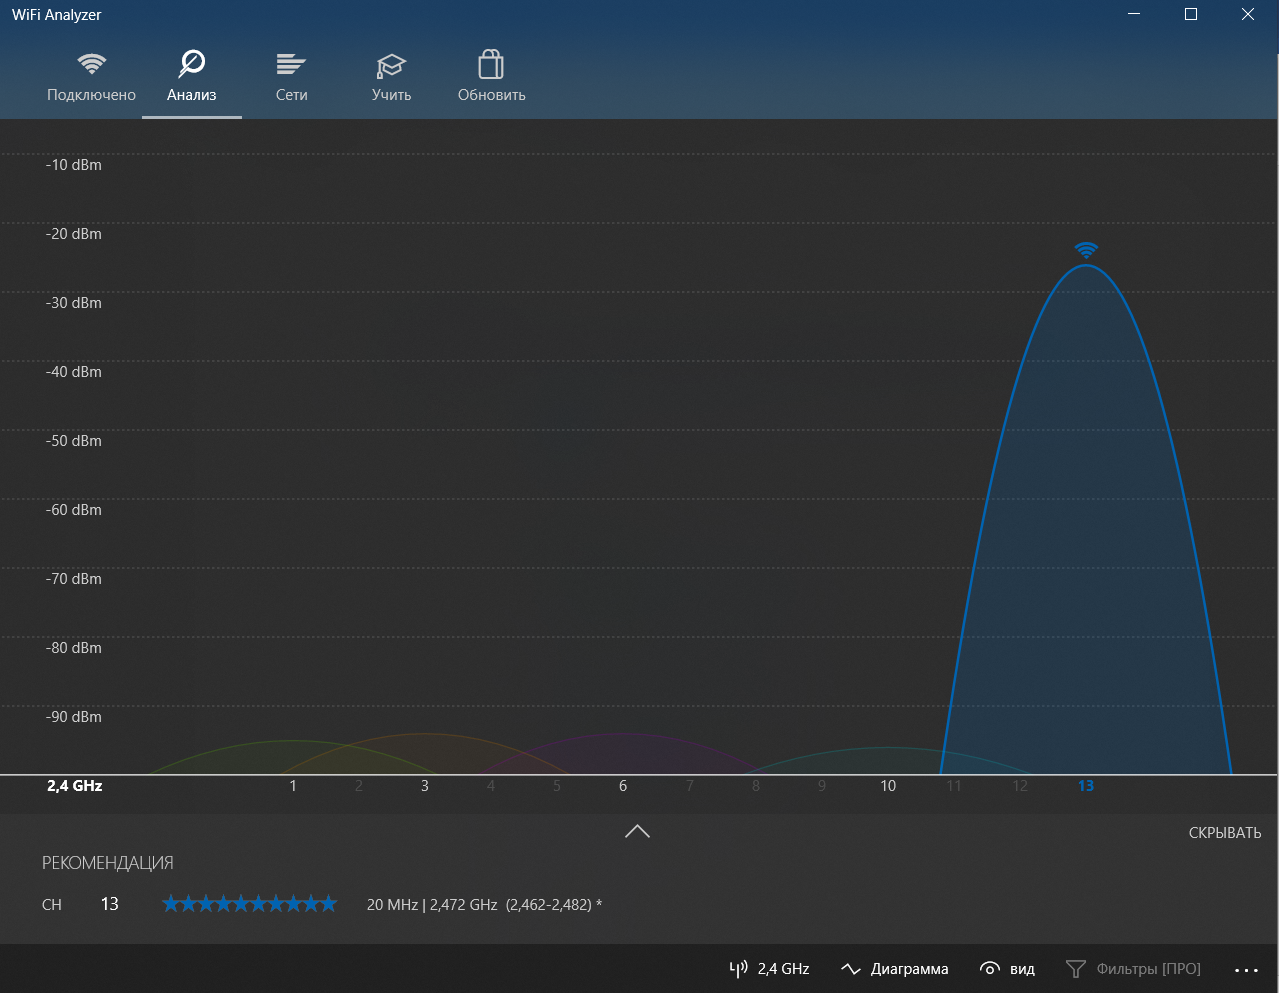 WiFi Analyzer
Подключено Анализ Сети Учить Обновить
-10 dBm
-20 dBm
-30 dBm
-40 dBm
-50 dBm
-60 dBm
-70 dBm
-80 dBm
-90 dBm
2,4 GHz 1 2 3 4 5 6 7 8 9 10 11 12 13
СКРЫВАТЬ
РЕКОМЕНДАЦИЯ
CH 13 ★★★★★★★★★★ 20 MHz | 2,472 GHz (2,462-2,482) *
2,4 GHz Диаграмма вид Фильтры [ПРО] ...